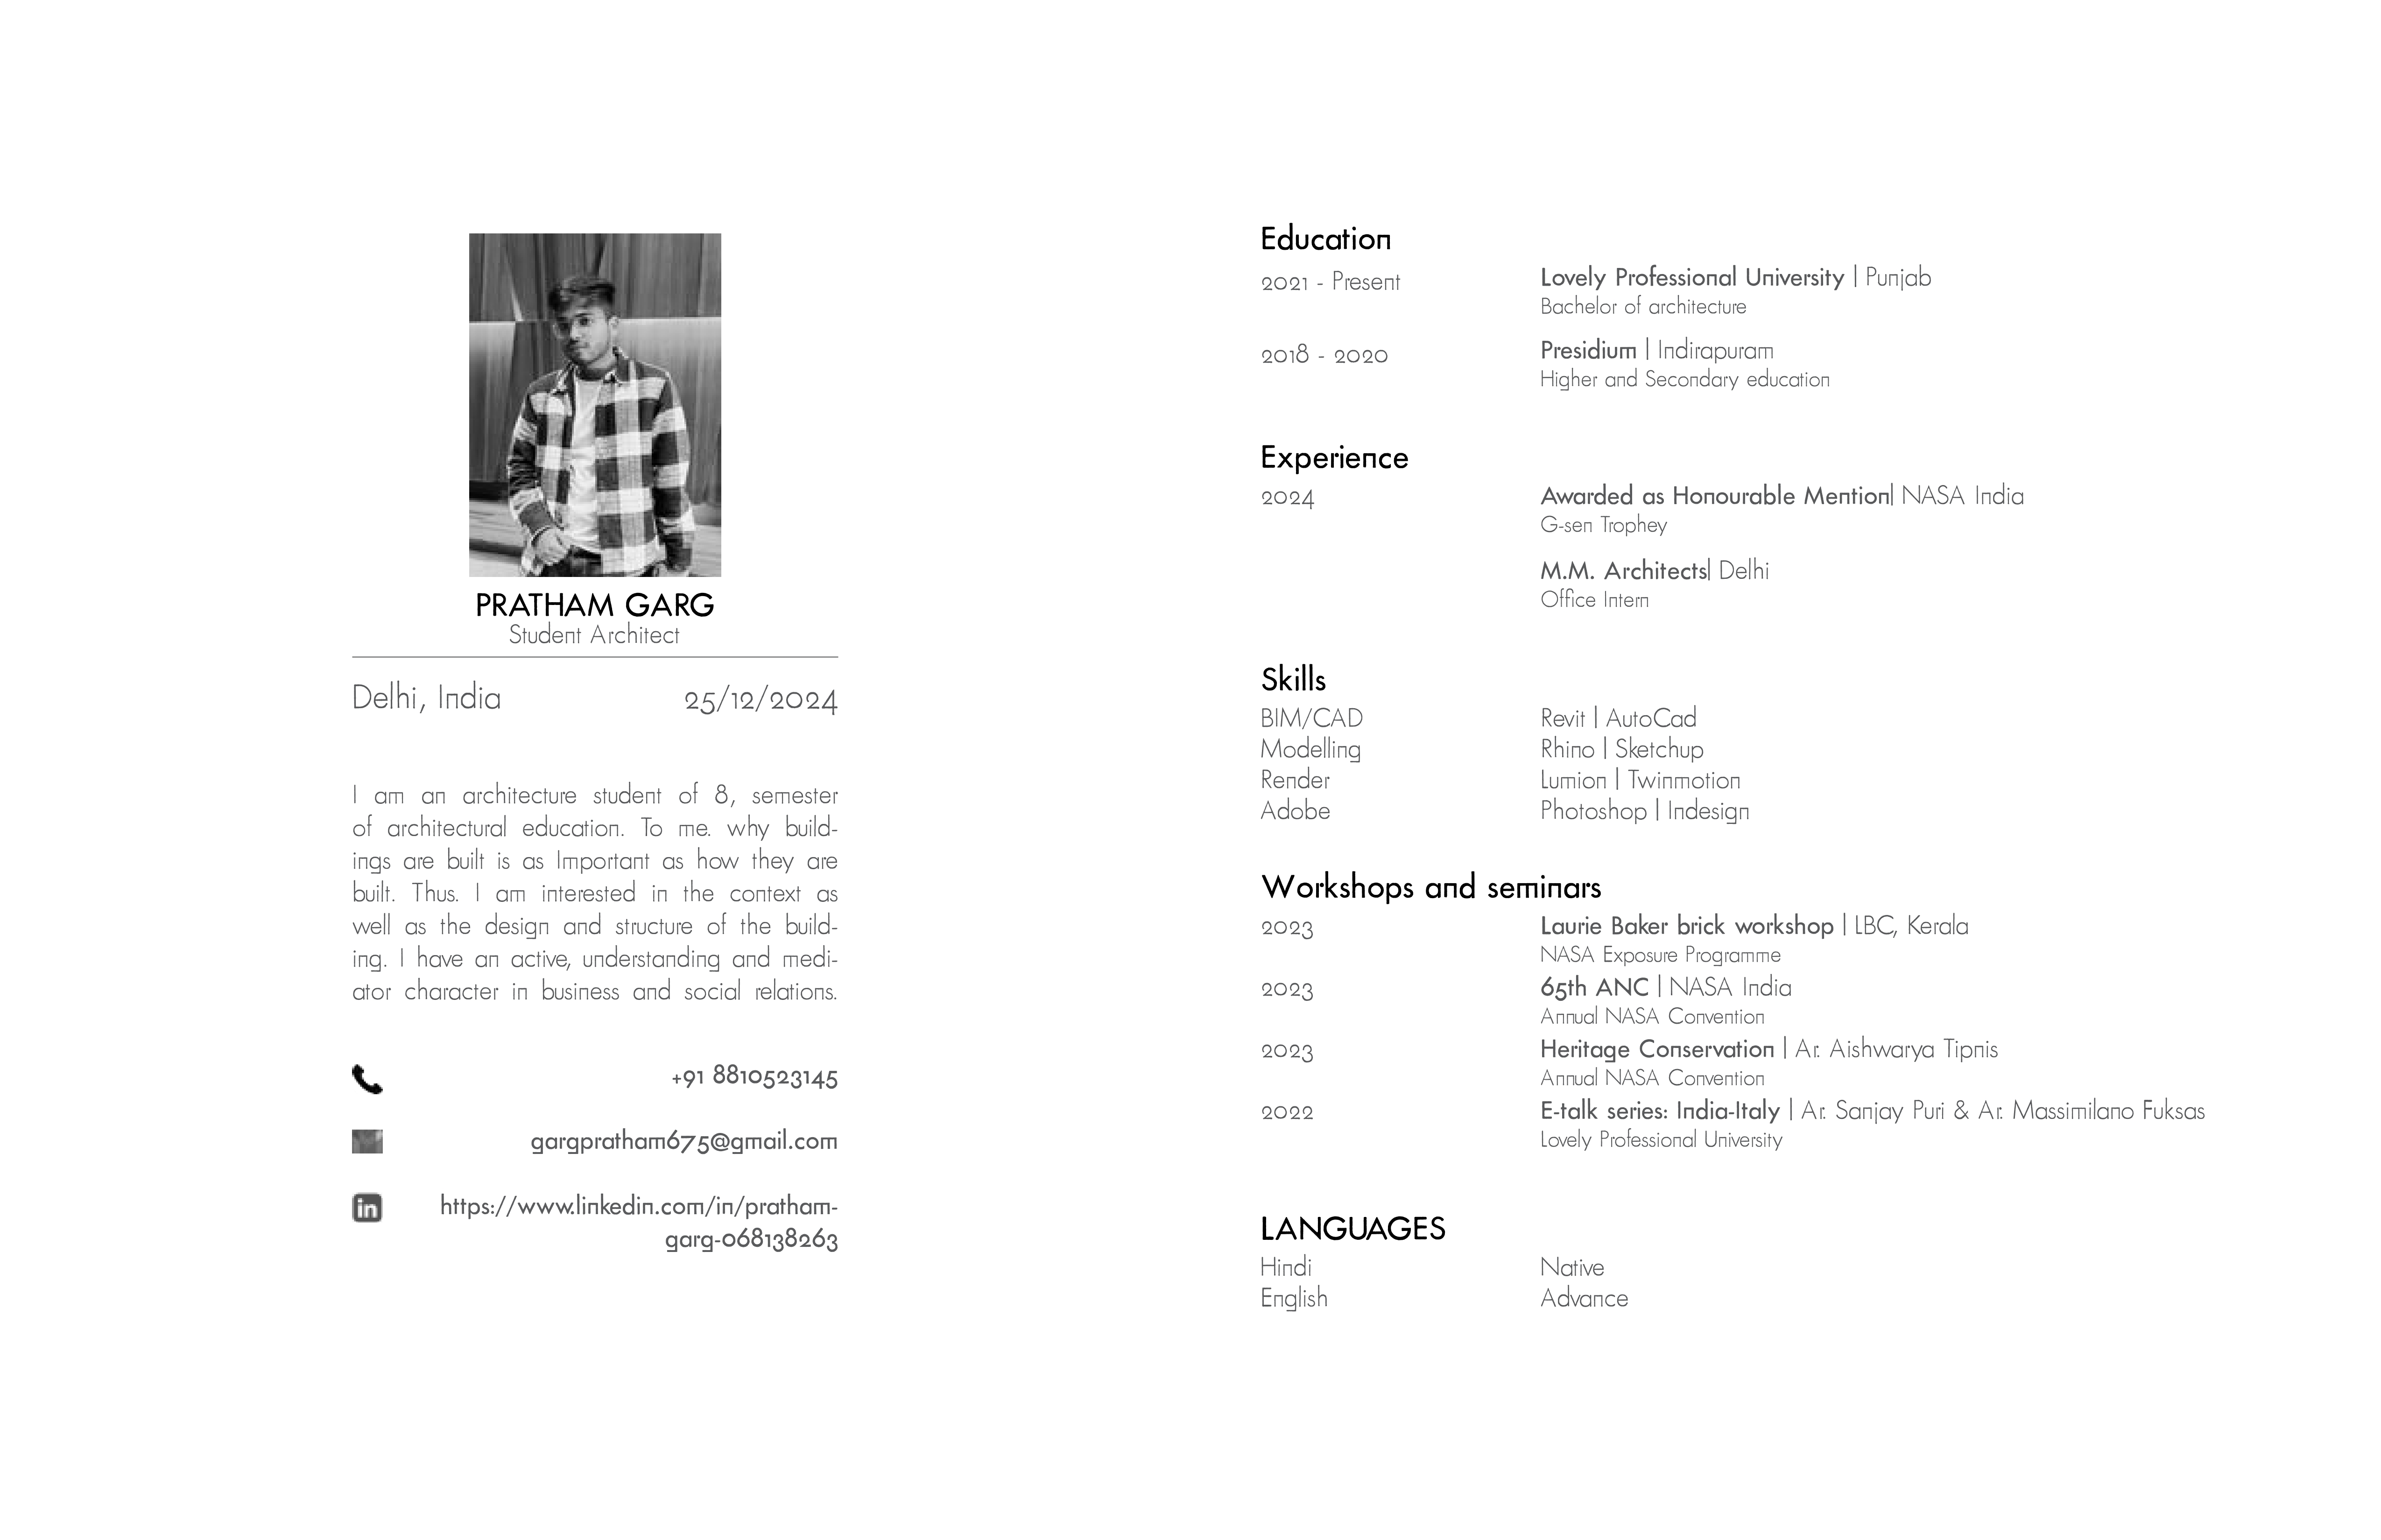 PRATHAM GARG
Student Architect
Delhi, India 25/12/2024
I am an architecture student of 8, semester
of architectural education. To me. why build-
ings are built is as Important as how they are
built. Thus. I am interested in the context as
well as the design and structure of the build-
ing. I have an active, understanding and medi-
ator character in business and social relations.
+91 8810523145
gargpratham675@gmail.com
in
https://www.linkedin.com/in/pratham-
garg-068138263
Education
2021 - Present Lovely Professional University | Punjab
Bachelor of architecture
2018 - 2020 Presidium | Indirapuram
Higher and Secondary education
Experience
2024 Awarded as Honourable Mention| NASA India
G-sen Trophey
M.M. Architects| Delhi
Office Intern
Skills
BIM/CAD Revit | AutoCad
Modelling Rhino | Sketchup
Render Lumion | Twinmotion
Adobe Photoshop | Indesign
Workshops and seminars
2023 Laurie Baker brick workshop | LBC, Kerala
NASA Exposure Programme
2023 65th ANC | NASA India
Annual NASA Convention
2023 Heritage Conservation | Ar. Aishwarya Tipnis
Annual NASA Convention
2022 E-talk series: India-Italy | Ar. Sanjay Puri & Ar. Massimilano Fuksas
Lovely Professional University
LANGUAGES
Hindi Native
English Advance